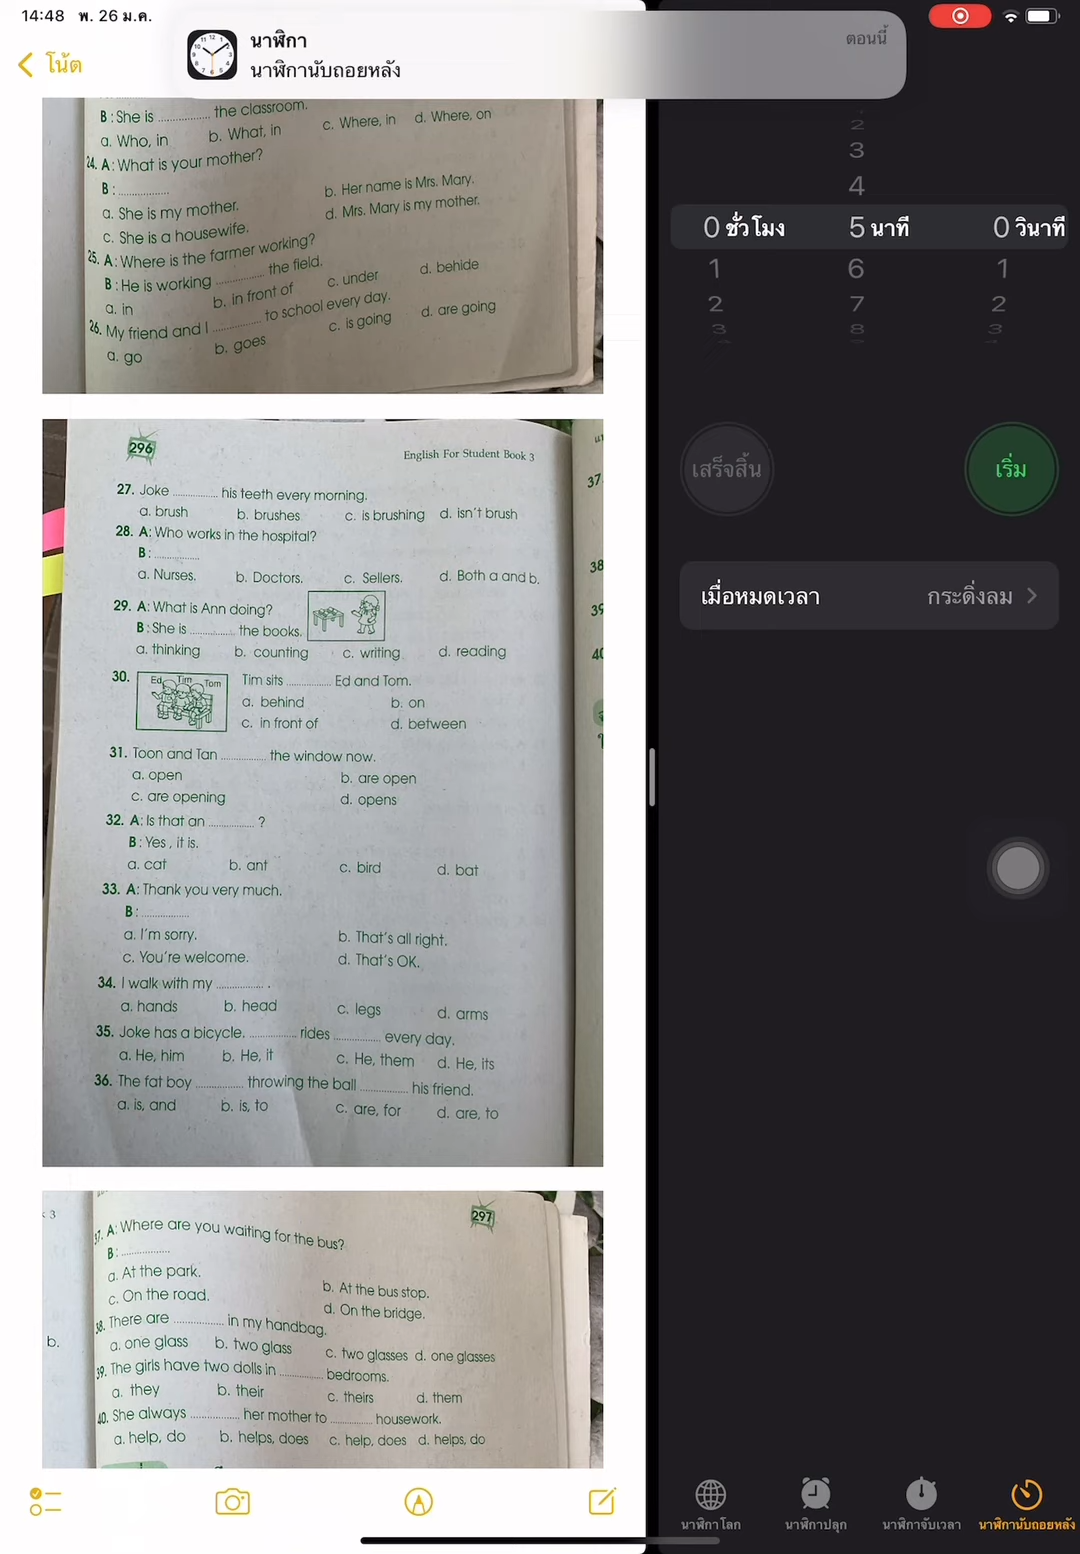 14:48 พ. 26 ม.ค.
นาฬิกา
นาฬิกานับถอยหลัง
ตอนนี้
โน้ต
B : She is ............... the classroom.
a. Who, in b. What, in c. Where, in d. Where, on
24. A : What is your mother?
B : ...............
a. She is my mother. b. Her name is Mrs. Mary.
c. She is a housewife. d. Mrs. Mary is my mother.
25. A : Where is the farmer working?
B : He is working ............... the field.
a. in b. in front of c. under d. behide
26. My friend and I ............... to school every day.
a. go b. goes c. is going d. are going
296
English For Student Book 3
27. Joke ............... his teeth every morning.
a. brush b. brushes c. is brushing d. isn't brush
28. A : Who works in the hospital?
B : ...............
a. Nurses. b. Doctors. c. Sellers. d. Both a and b.
29. A : What is Ann doing?
B : She is ............... the books.
a. thinking b. counting c. writing d. reading
30. Ed Tim Tom Tim sits ............... Ed and Tom.
a. behind b. on
c. in front of d. between
31. Toon and Tan ............... the window now.
a. open b. are open
c. are opening d. opens
32. A : Is that an ............... ?
B : Yes , it is.
a. cat b. ant c. bird d. bat
33. A : Thank you very much.
B : ...............
a. I'm sorry. b. That's all right.
c. You're welcome. d. That's OK.
34. I walk with my ............... .
a. hands b. head c. legs d. arms
35. Joke has a bicycle. ............... rides ............... every day.
a. He, him b. He, it c. He, them d. He, its
36. The fat boy ............... throwing the ball ............... his friend.
a. is, and b. is, to c. are, for d. are, to
37
38
39
40
3
b.
297
37. A : Where are you waiting for the bus?
B : ...............
a. At the park. b. At the bus stop.
c. On the road. d. On the bridge.
38. There are ............... in my handbag.
a. one glass b. two glass c. two glasses d. one glasses
39. The girls have two dolls in ............... bedrooms.
a. they b. their c. theirs d. them
40. She always ............... her mother to ............... housework.
a. help, do b. helps, does c. help, does d. helps, do
2
3
4
0 ชั่วโมง 5 นาที 0 วินาที
1 6 1
2 7 2
3 8 3
เสร็จสิ้น
เริ่ม
เมื่อหมดเวลา กระดิ่งลม
นาฬิกาโลก นาฬิกาปลุก นาฬิกาจับเวลา นาฬิกานับถอยหลัง